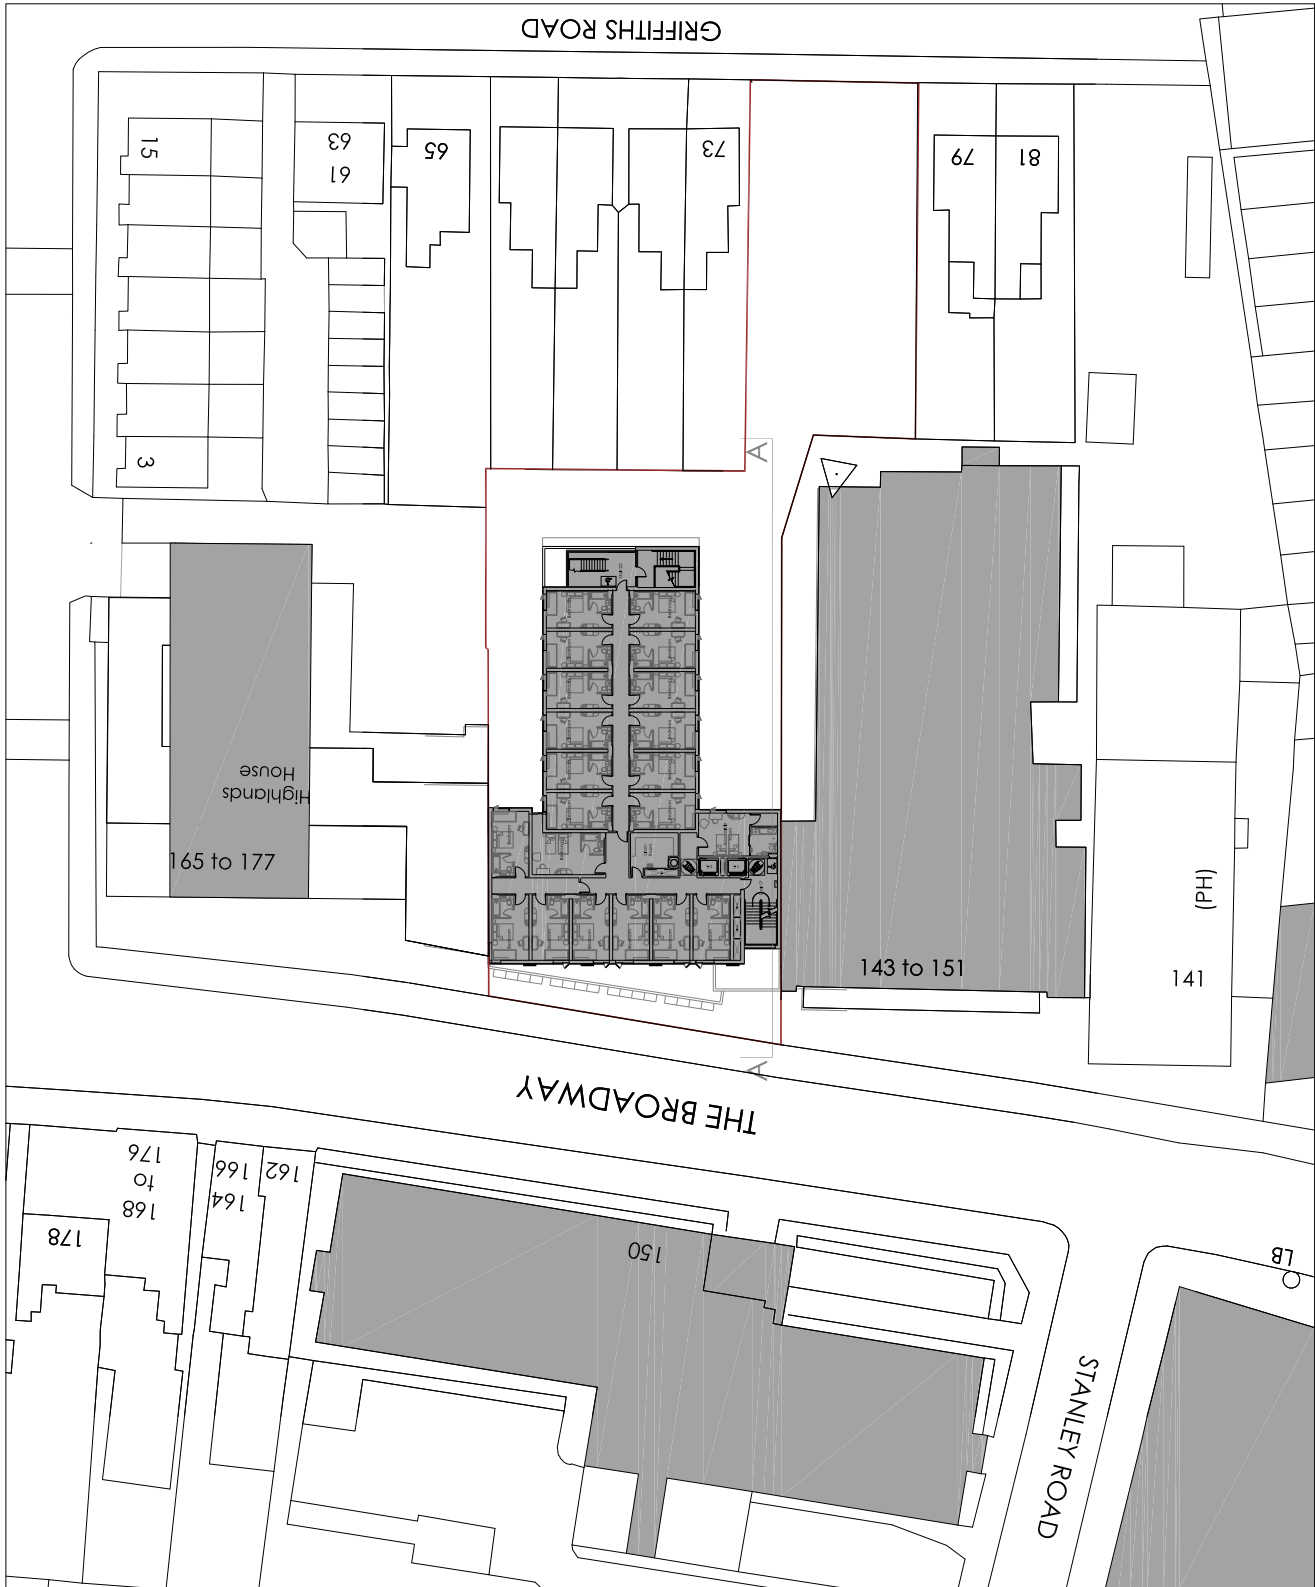 GRIFFITHS ROAD
15
63
61
65
73
79
81
3
A
Highlands
House
165 to 177
143 to 151
(PH)
141
A
THE BROADWAY
176
to
168
166
164
162
178
150
LB
STANLEY ROAD